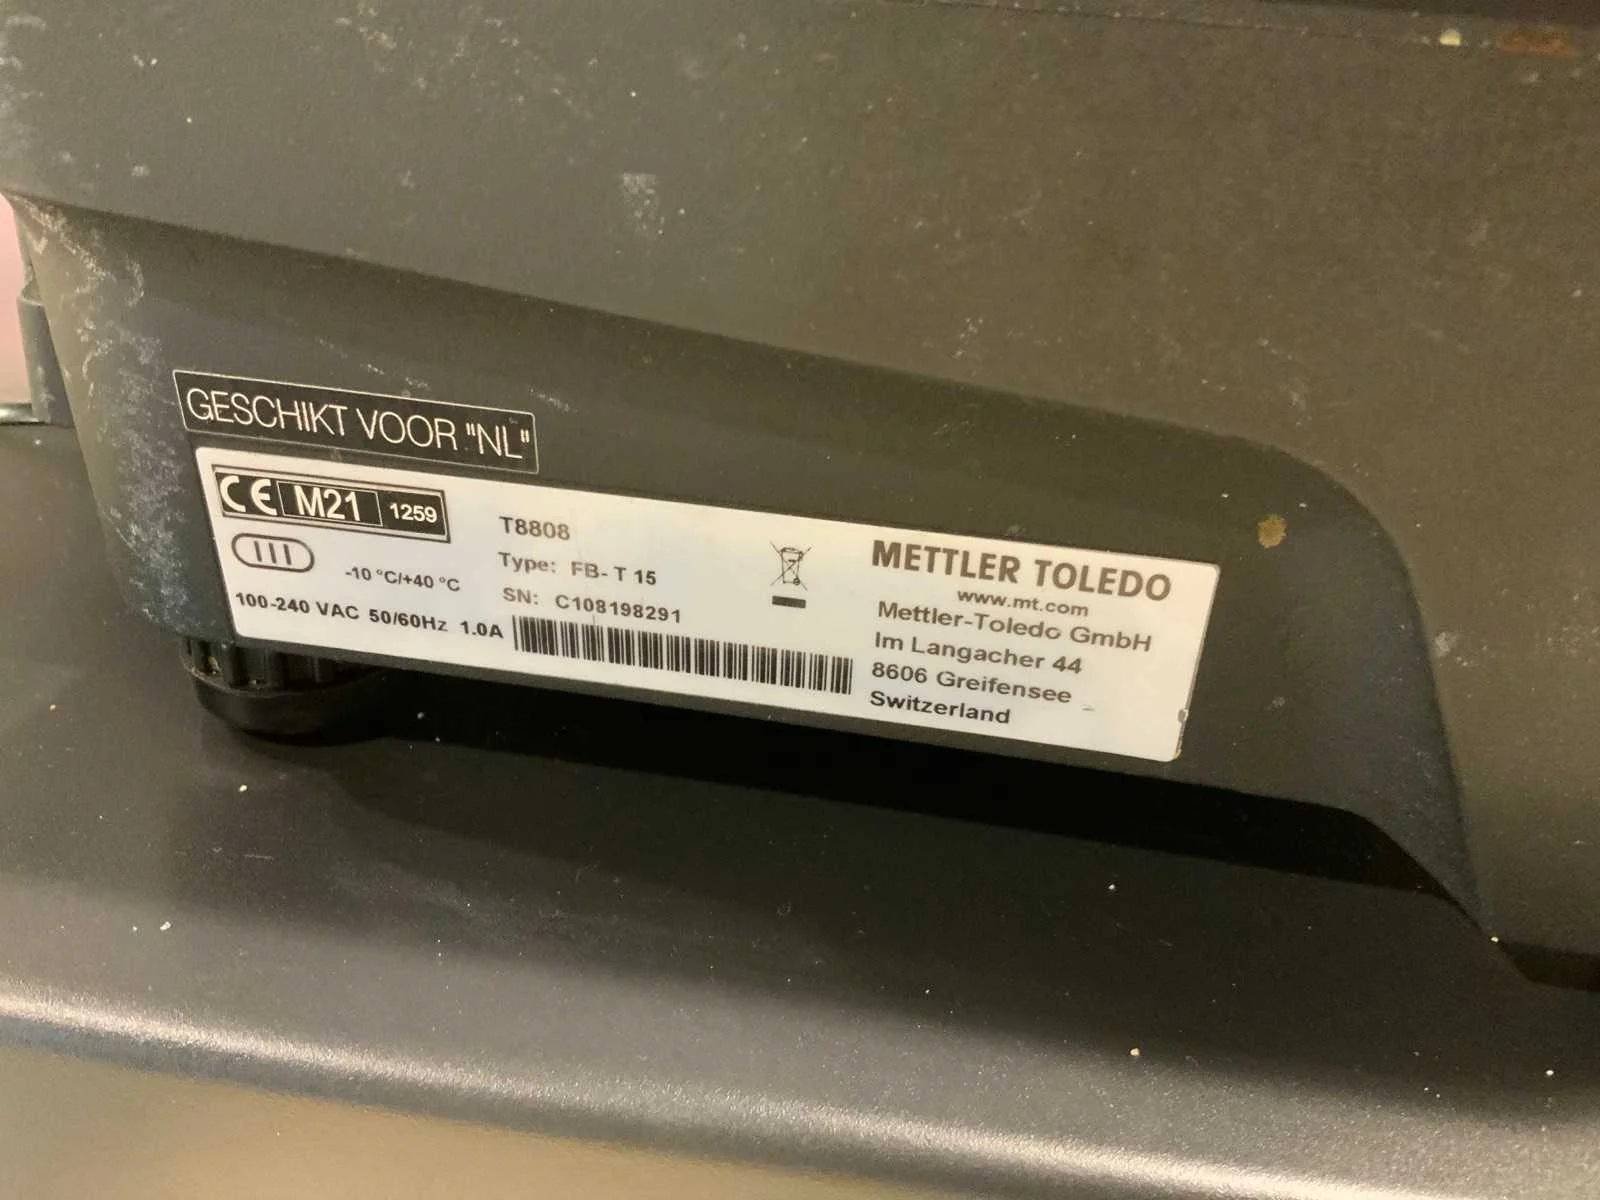 GESCHIKT VOOR "NL"
CE M21 1259
III
-10 °C/+40 °C
100-240 VAC 50/60Hz 1.0A
T8808
Type: FB- T 15
SN: C108198291
METTLER TOLEDO
www.mt.com
Mettler-Toledo GmbH
Im Langacher 44
8606 Greifensee
Switzerland